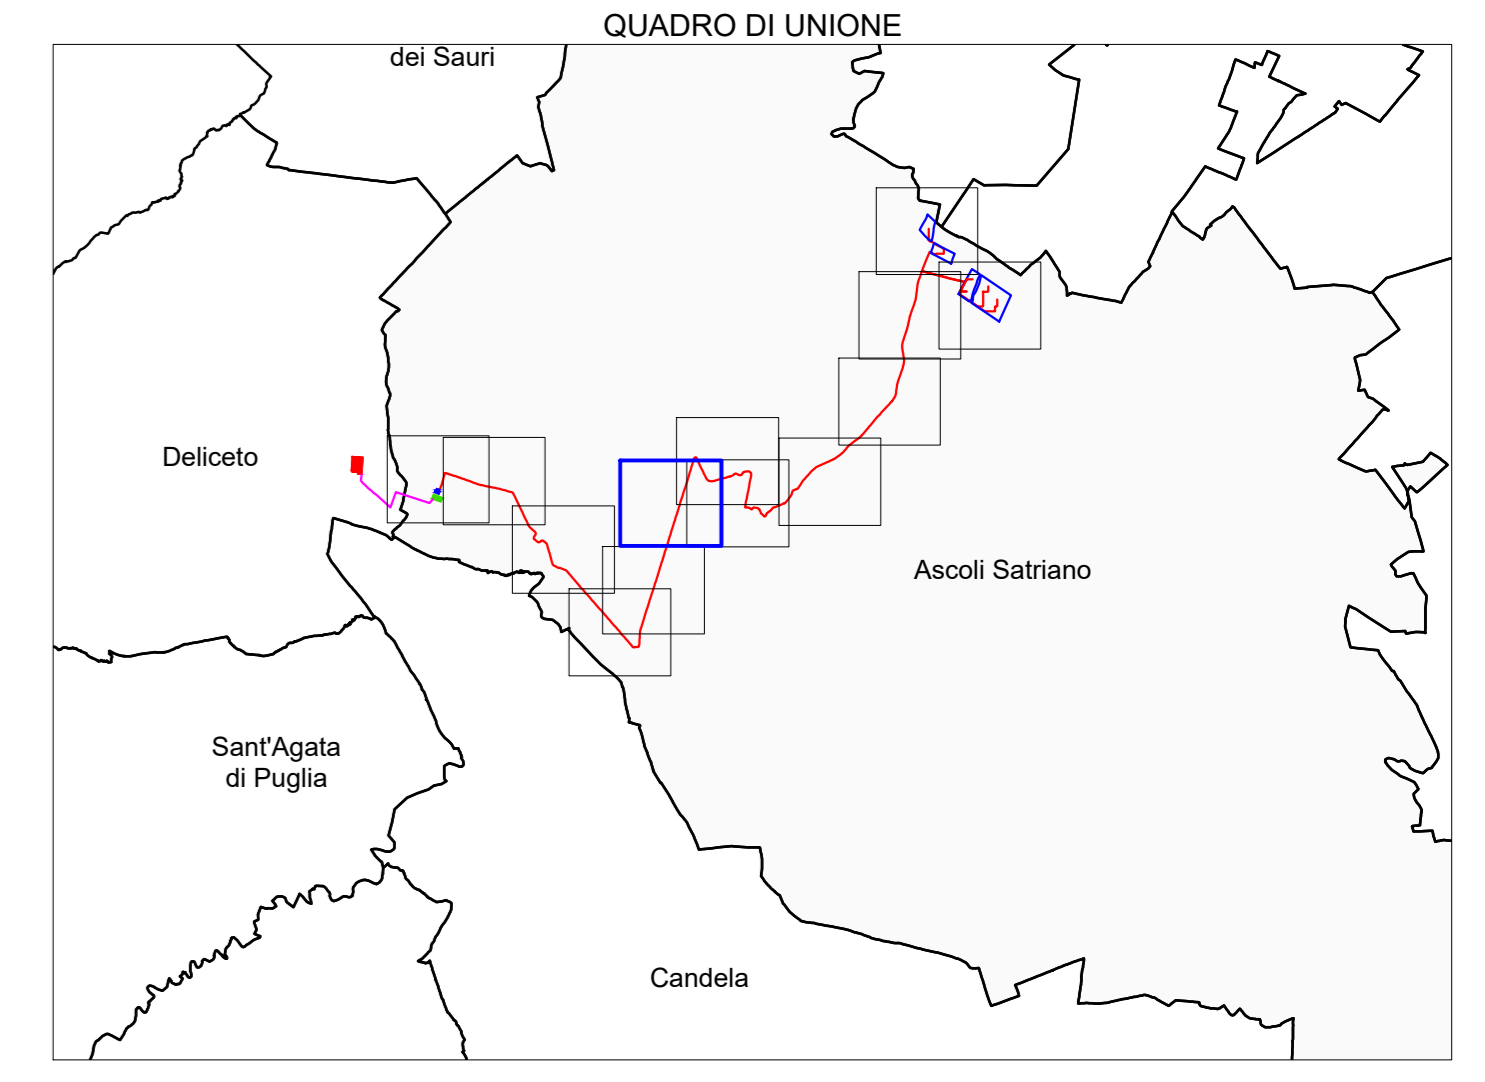 QUADRO DI UNIONE
dei Sauri
Deliceto
Ascoli Satriano
Sant'Agata
di Puglia
Candela